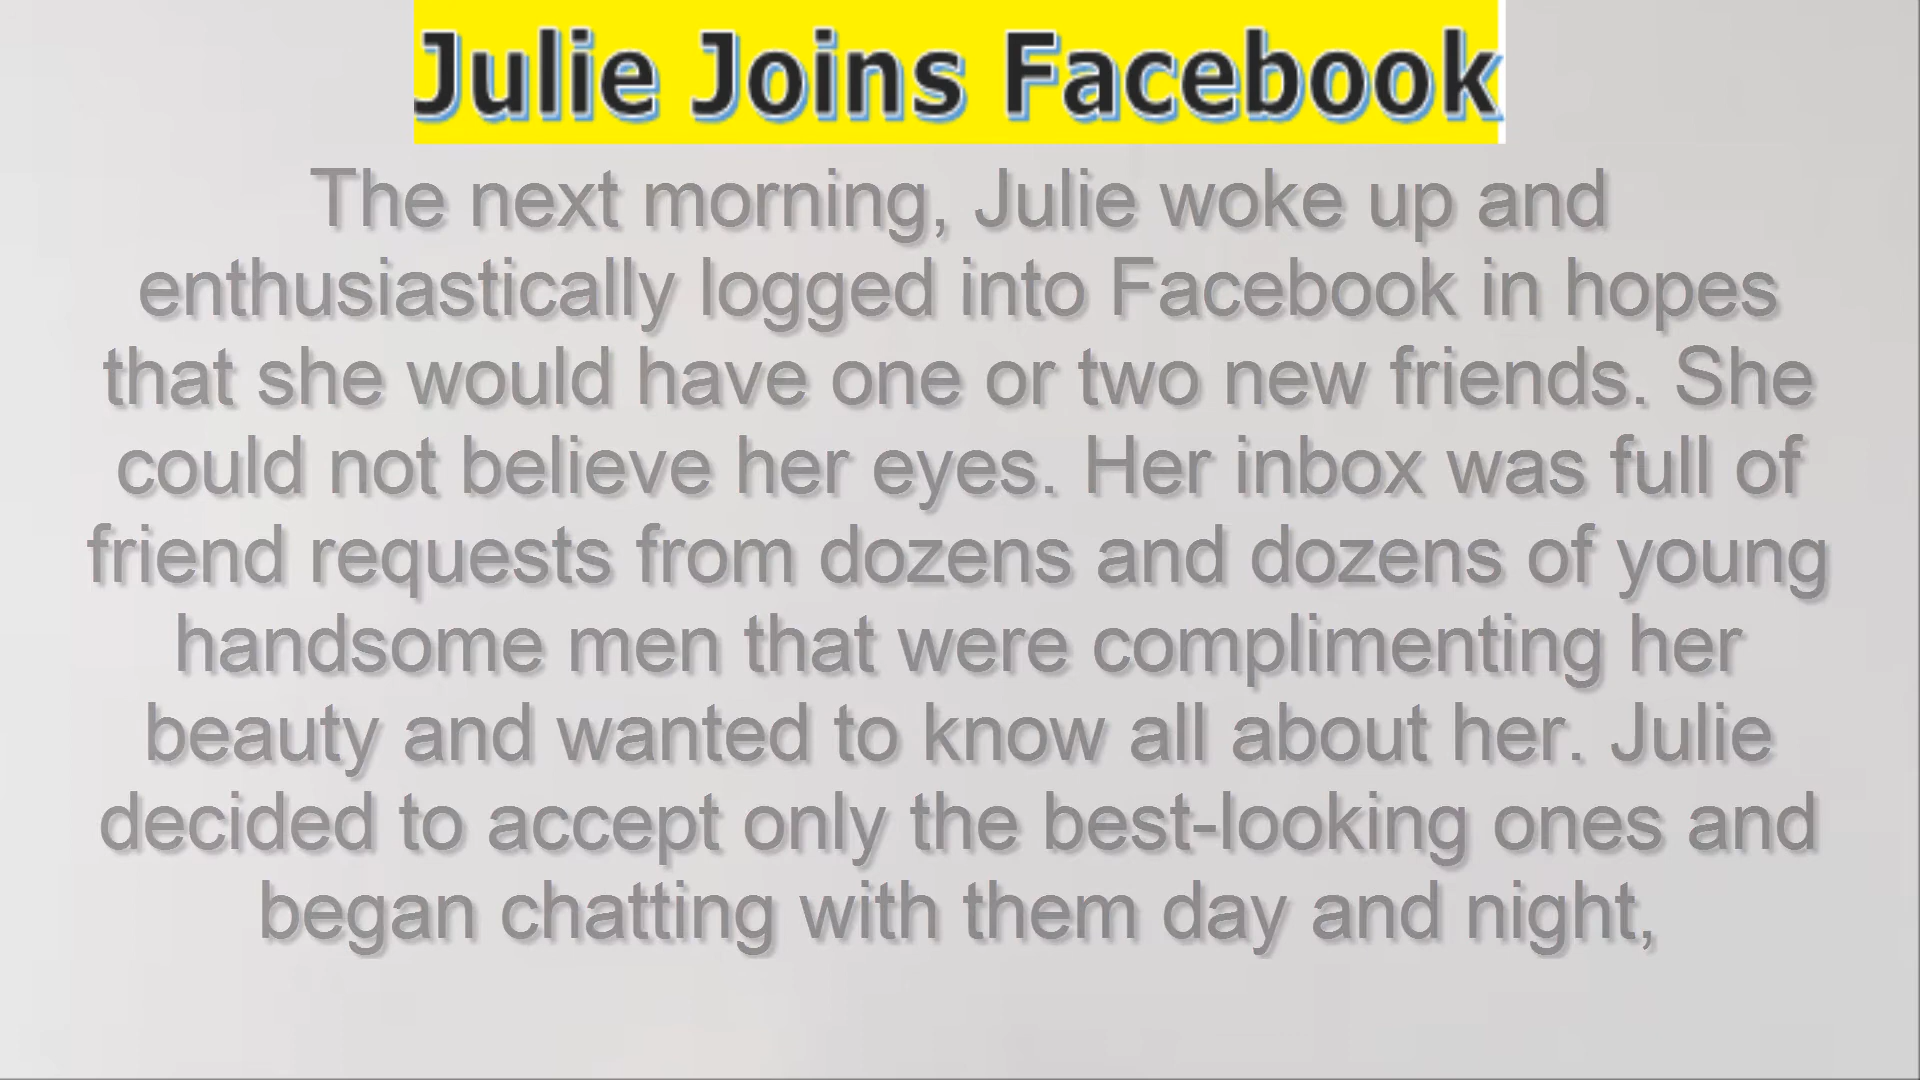 Julie Joins Facebook
The next morning, Julie woke up and
enthusiastically logged into Facebook in hopes
that she would have one or two new friends. She
could not believe her eyes. Her inbox was full of
friend requests from dozens and dozens of young
handsome men that were complimenting her
beauty and wanted to know all about her. Julie
decided to accept only the best-looking ones and
began chatting with them day and night,